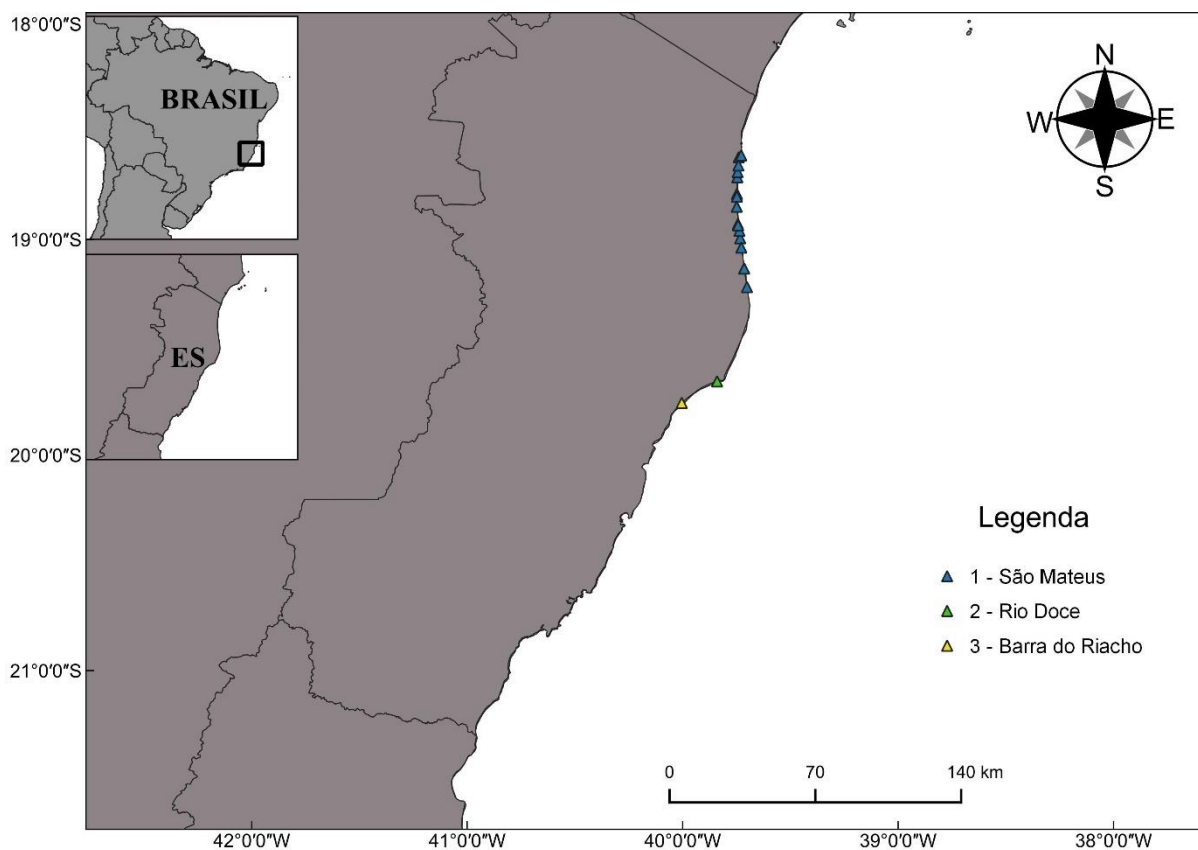 18°0′0″S
BRASIL
19°0′0″S
ES
20°0′0″S
21°0′0″S
N
W
E
S
Legenda
1 - São Mateus
2 - Rio Doce
3 - Barra do Riacho
0 70 140 km
42°0′0″W 41°0′0″W 40°0′0″W 39°0′0″W 38°0′0″W